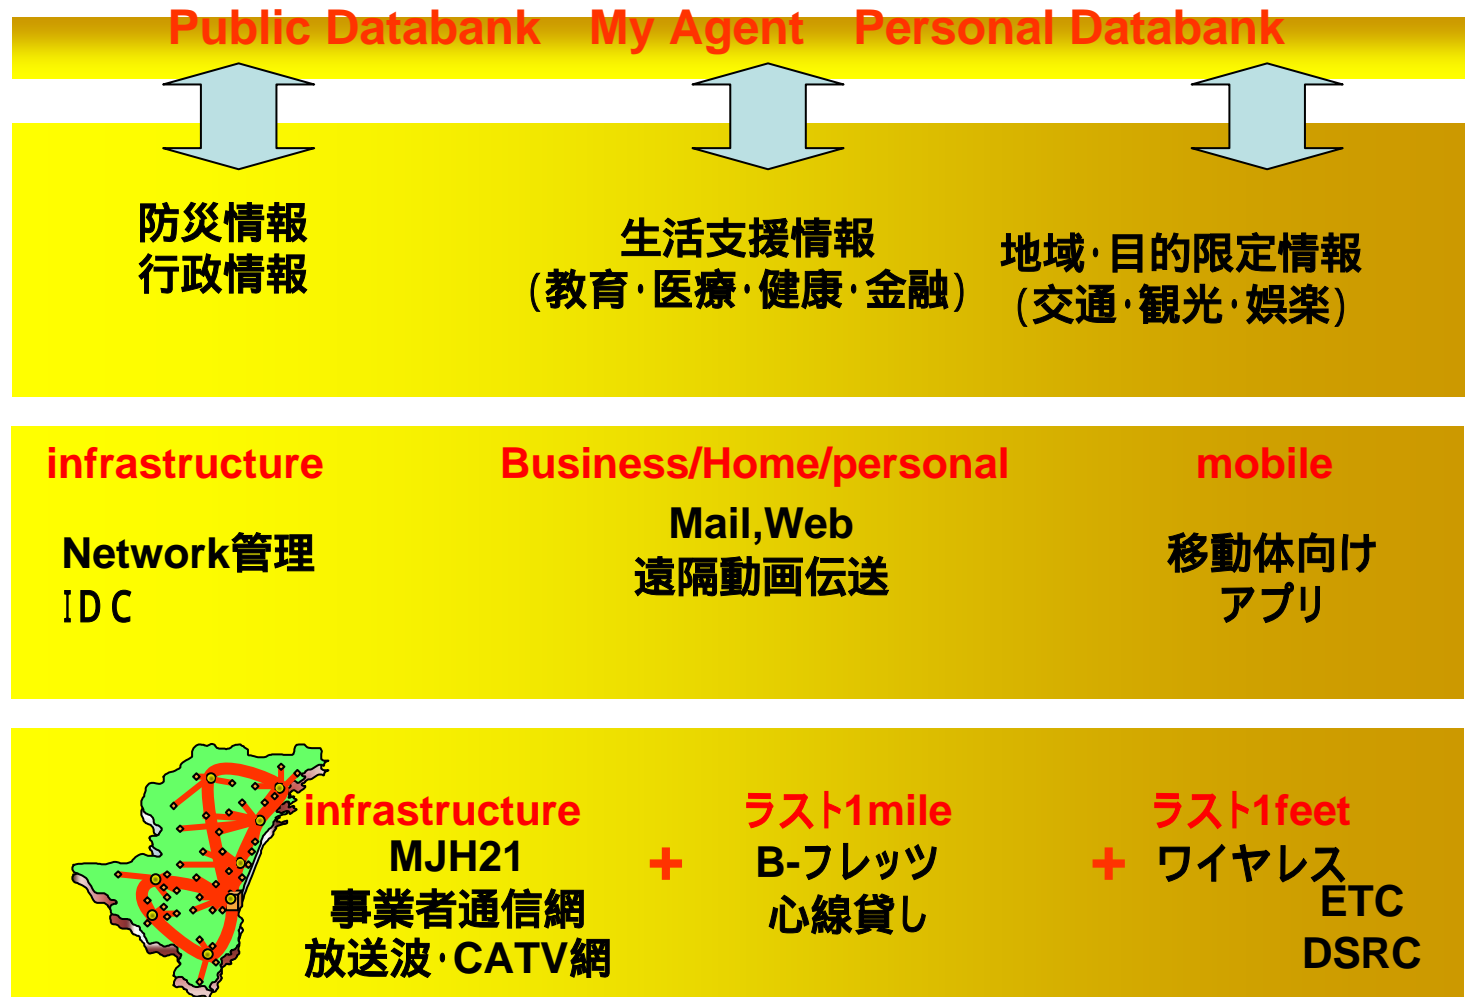 Public Databank My Agent Personal Databank
防災情報
行政情報
生活支援情報
(教育・医療・健康・金融)
地域・目的限定情報
(交通・観光・娯楽)
infrastructure
Network管理
IDC
Business/Home/personal
Mail,Web
遠隔動画伝送
mobile
移動体向け
アプリ
infrastructure
MJH21
事業者通信網
放送波・CATV網
+
ラスト1mile
B-フレッツ
心線貸し
+
ラスト1feet
ワイヤレス
ETC
DSRC